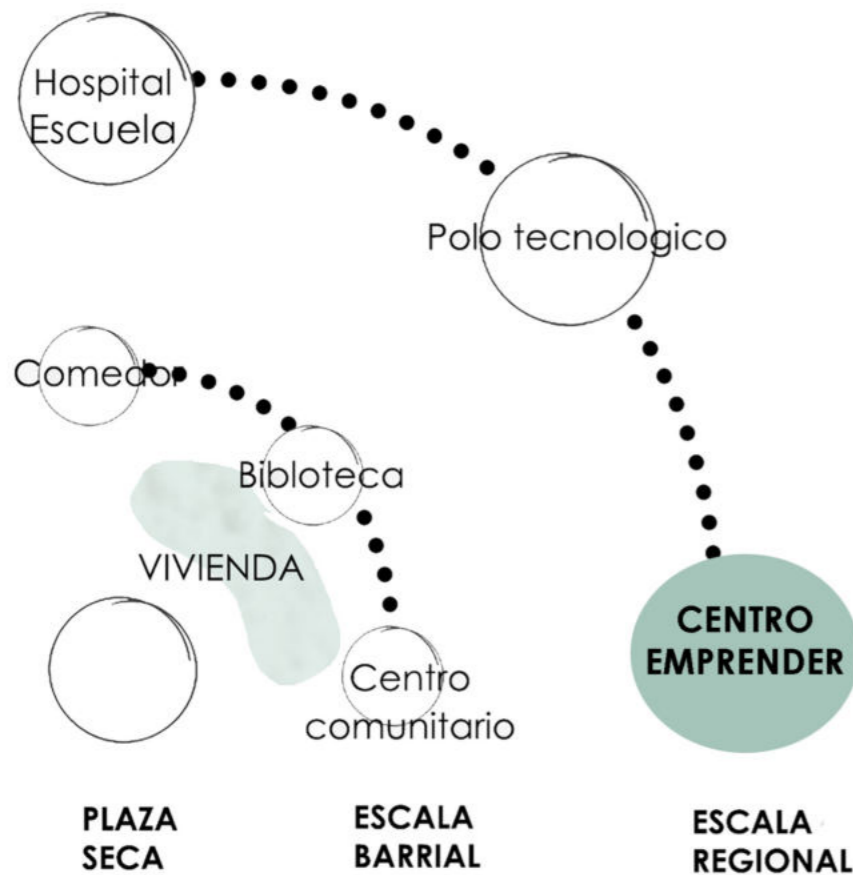 Hospital
Escuela
Polo tecnologico
Comedor
Bibloteca
VIVIENDA
CENTRO
EMPRENDER
Centro
comunitario
PLAZA
SECA
ESCALA
BARRIAL
ESCALA
REGIONAL